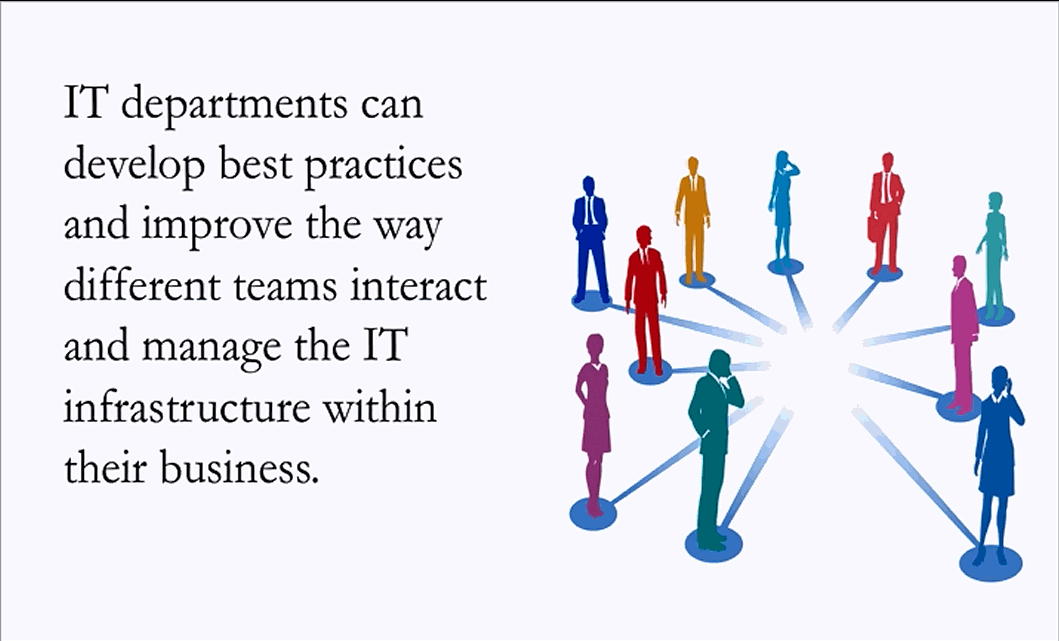 IT departments can
develop best practices
and improve the way
different teams interact
and manage the IT
infrastructure within
their business.